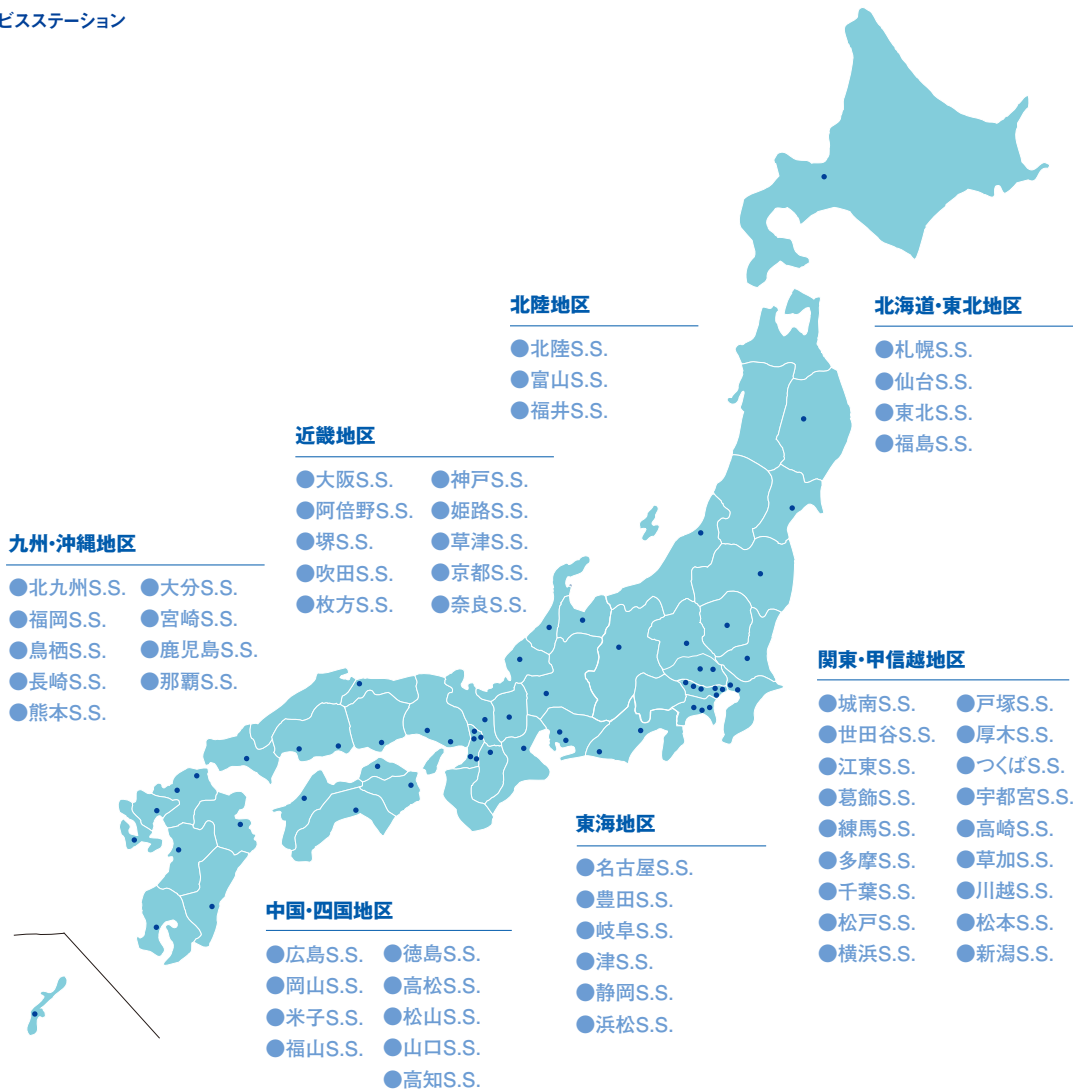 ビスステーション
北陸地区
●北陸S.S.
●富山S.S.
●福井S.S.
北海道・東北地区
●札幌S.S.
●仙台S.S.
●東北S.S.
●福島S.S.
近畿地区
●大阪S.S.
●阿倍野S.S.
●堺S.S.
●吹田S.S.
●枚方S.S.
●神戸S.S.
●姫路S.S.
●草津S.S.
●京都S.S.
●奈良S.S.
九州・沖縄地区
●北九州S.S.
●福岡S.S.
●鳥栖S.S.
●長崎S.S.
●熊本S.S.
●大分S.S.
●宮崎S.S.
●鹿児島S.S.
●那覇S.S.
関東・甲信越地区
●城南S.S.
●世田谷S.S.
●江東S.S.
●葛飾S.S.
●練馬S.S.
●多摩S.S.
●千葉S.S.
●松戸S.S.
●横浜S.S.
●戸塚S.S.
●厚木S.S.
●つくばS.S.
●宇都宮S.S.
●高崎S.S.
●草加S.S.
●川越S.S.
●松本S.S.
●新潟S.S.
東海地区
●名古屋S.S.
●豊田S.S.
●岐阜S.S.
●津S.S.
●静岡S.S.
●浜松S.S.
中国・四国地区
●広島S.S.
●岡山S.S.
●米子S.S.
●福山S.S.
●徳島S.S.
●高松S.S.
●松山S.S.
●山口S.S.
●高知S.S.